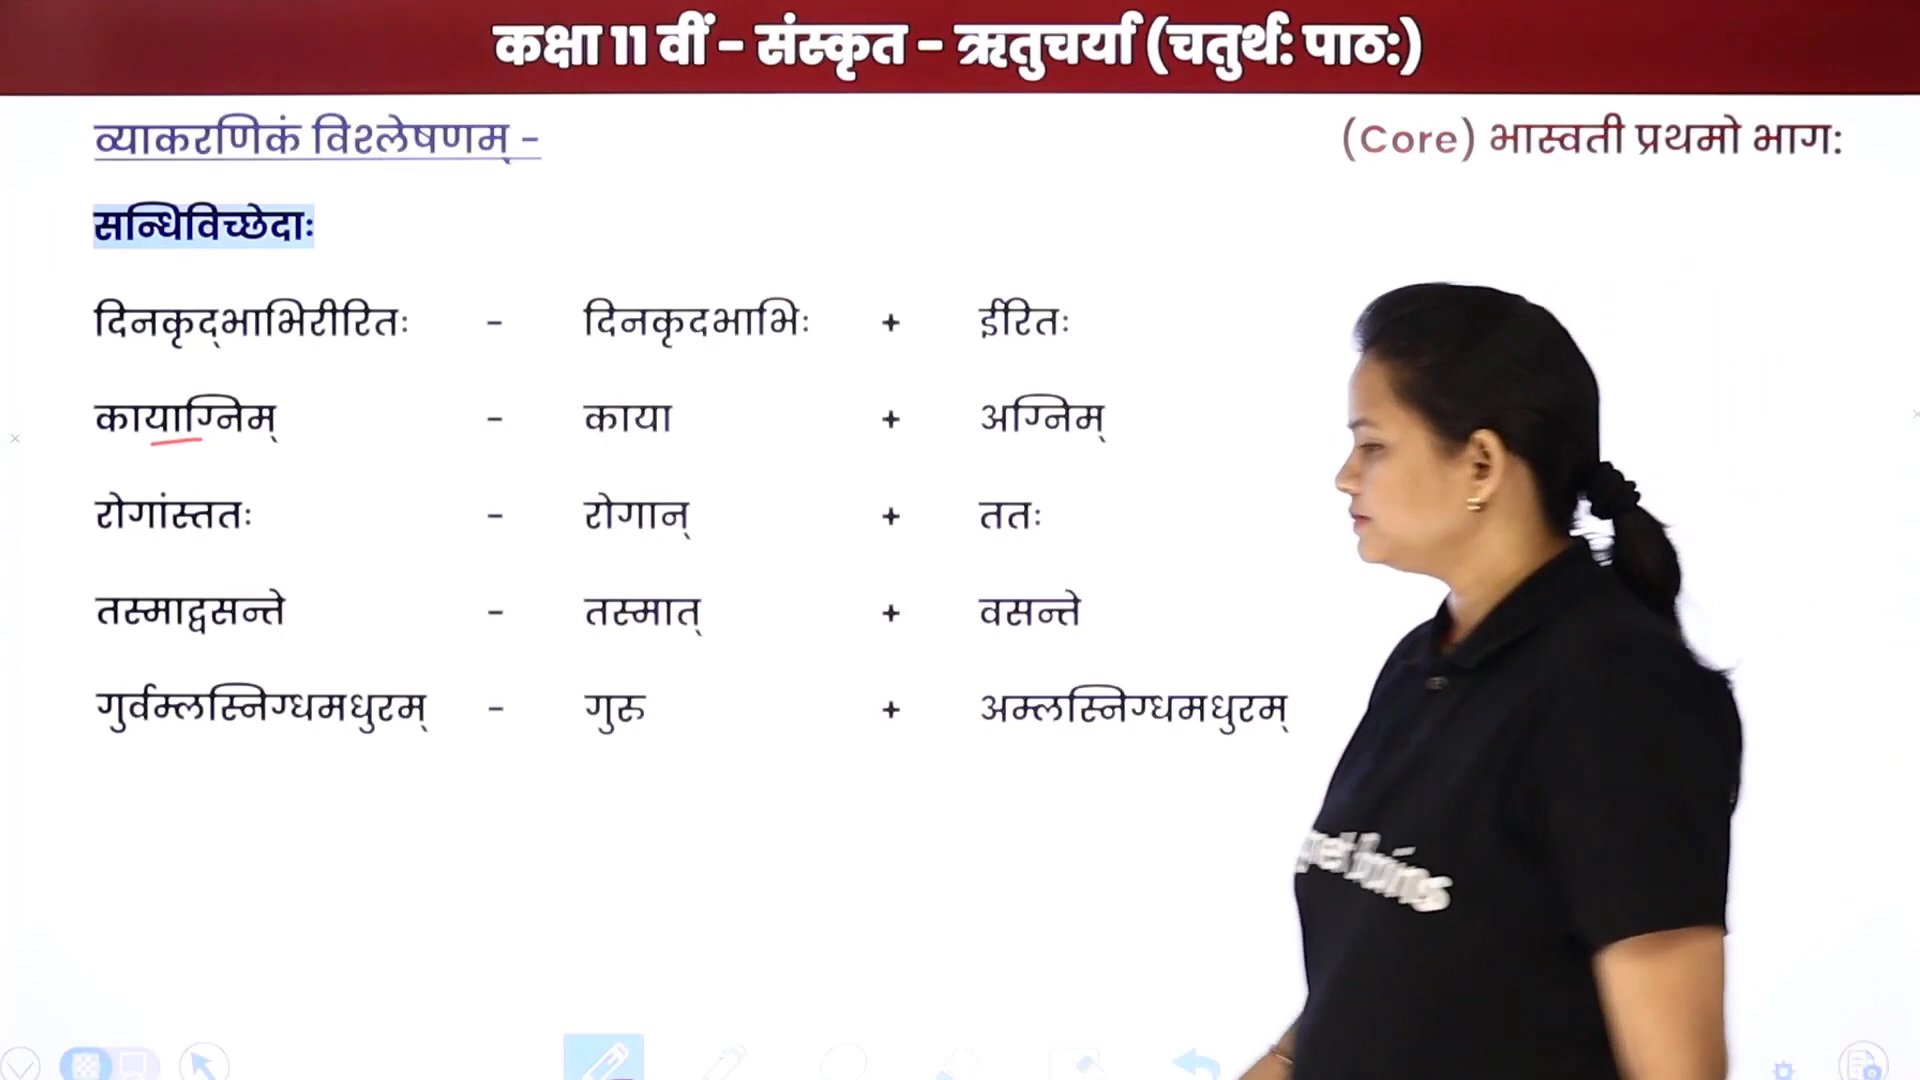 कक्षा 11 वीं - संस्कृत - ऋतुचर्या (चतुर्थ: पाठ:)
व्याकरणिकं विश्लेषणम् -
(Core) भास्वती प्रथमो भाग:
सन्धिविच्छेदाः
दिनकृद्भाभिरीरितः - दिनकृदभाभिः + ईरितः
कायाग्निम् - काया + अग्निम्
रोगांस्ततः - रोगान् + ततः
तस्माद्वसन्ते - तस्मात् + वसन्ते
गुर्वम्लस्निग्धमधुरम् - गुरु + अम्लस्निग्धमधुरम्